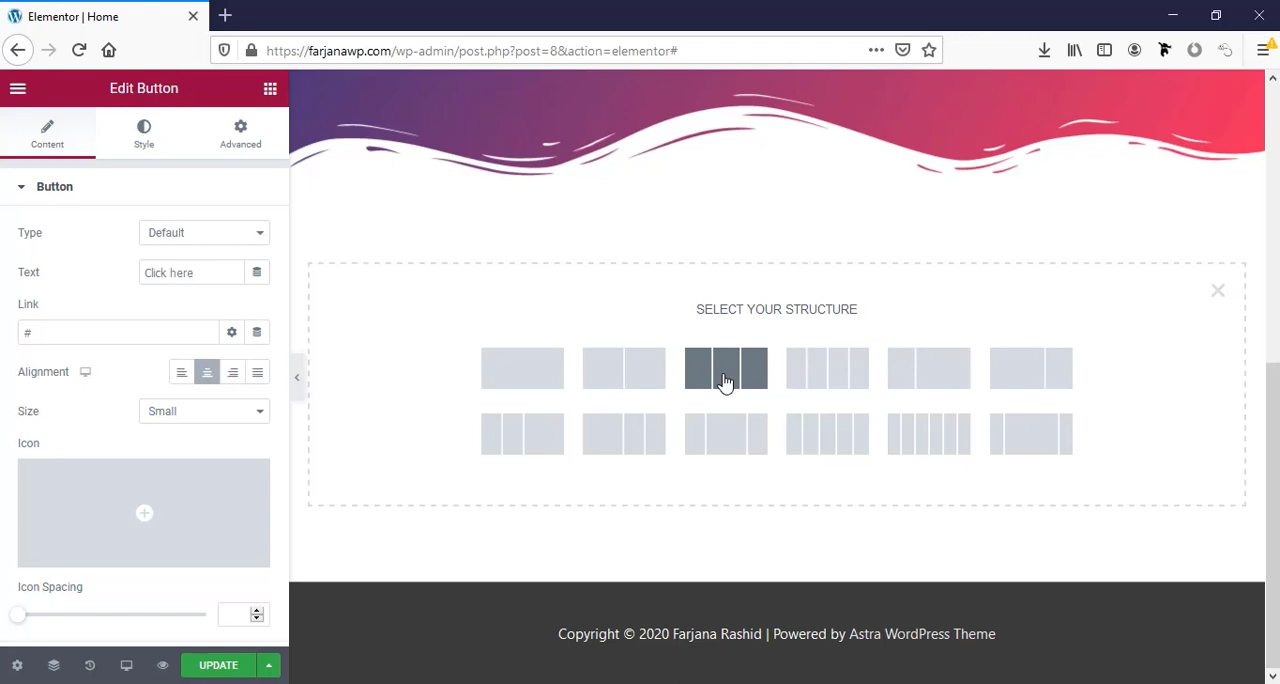 Elementor | Home
https://farjanawp.com/wp-admin/post.php?post=8&action=elementor#
Edit Button
Content
Style
Advanced
Button
Type
Default
Text
Click here
Link
#
Alignment
Size
Small
Icon
Icon Spacing
UPDATE
SELECT YOUR STRUCTURE
Copyright © 2020 Farjana Rashid | Powered by Astra WordPress Theme